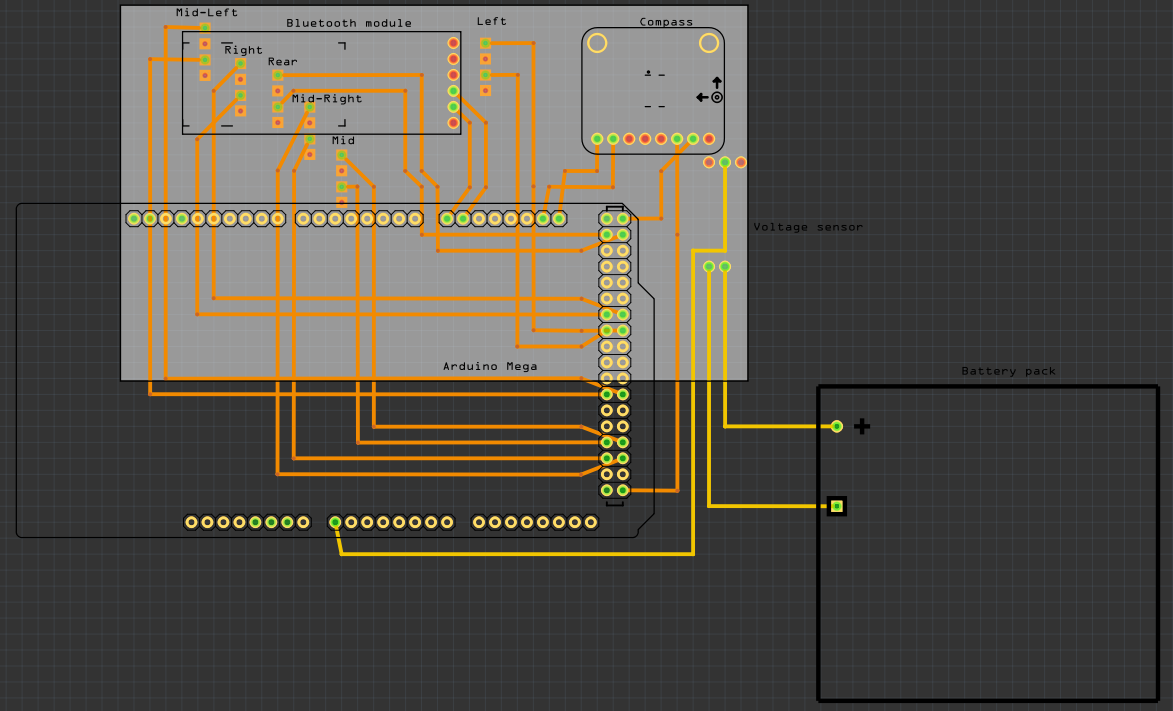 Mid-Left
Bluetooth module
Left
Compass
Right
Rear
Mid-Right
Mid
Voltage sensor
Arduino Mega
Battery pack
+